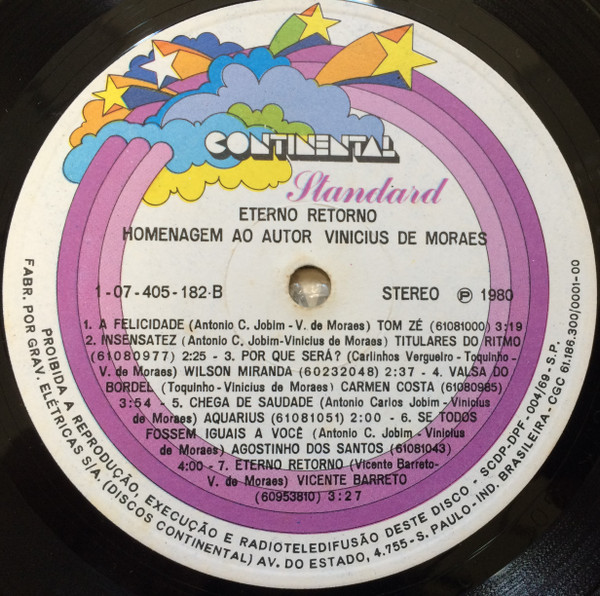 CONTINENTAL
Standard
ETERNO RETORNO
HOMENAGEM AO AUTOR VINICIUS DE MORAES
1-07-405-182-B STEREO Ⓟ 1980
1. A FELICIDADE (Antonio C. Jobim - V. de Moraes) TOM ZÉ (61081000) 3:19
2. INSENSATEZ (Antonio C. Jobim-Vinicius de Moraes) TITULARES DO RITMO
(61080977) 2:25 - 3. POR QUE SERÁ? (Carlinhos Vergueiro - Toquinho-
V. de Moraes) WILSON MIRANDA (60232048) 2:37 - 4. VALSA DO
BORDEL (Toquinho - Vinicius de Moraes) CARMEN COSTA (61080985)
3:54 - 5. CHEGA DE SAUDADE (Antonio Carlos Jobim - Vinicius
de Moraes) AQUARIUS (61081051) 2:00 - 6. SE TODOS
FOSSEM IGUAIS A VOCÊ (Antonio C. Jobim - Vinicius
de Moraes) AGOSTINHO DOS SANTOS (61081043)
4:00 - 7. ETERNO RETORNO (Vicente Barreto-
V. de Moraes) VICENTE BARRETO
(60953810) 3:27
PROIBIDA A REPRODUÇÃO, EXECUÇÃO E RADIOTELEDIFUSÃO DESTE DISCO - SCDP-DPF-004/69 - S.P.
FABR. POR GRAV. ELÉTRICAS S/A. (DISCOS CONTINENTAL) AV. DO ESTADO, 4.755 - S. PAULO - IND. BRASILEIRA - CGC 61.186.300/0001-00